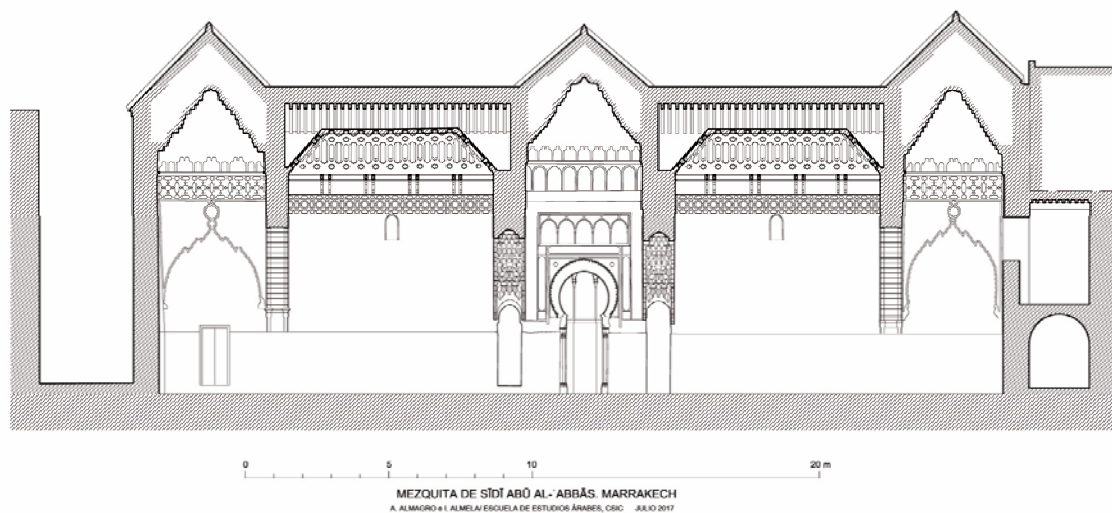 0 5 10 20 m
MEZQUITA DE SĪDĪ ABŪ AL-ʿABBĀS. MARRAKECH
A. ALMAGRO e I. ALMELA/ ESCUELA DE ESTUDIOS ÁRABES, CSIC JULIO 2017